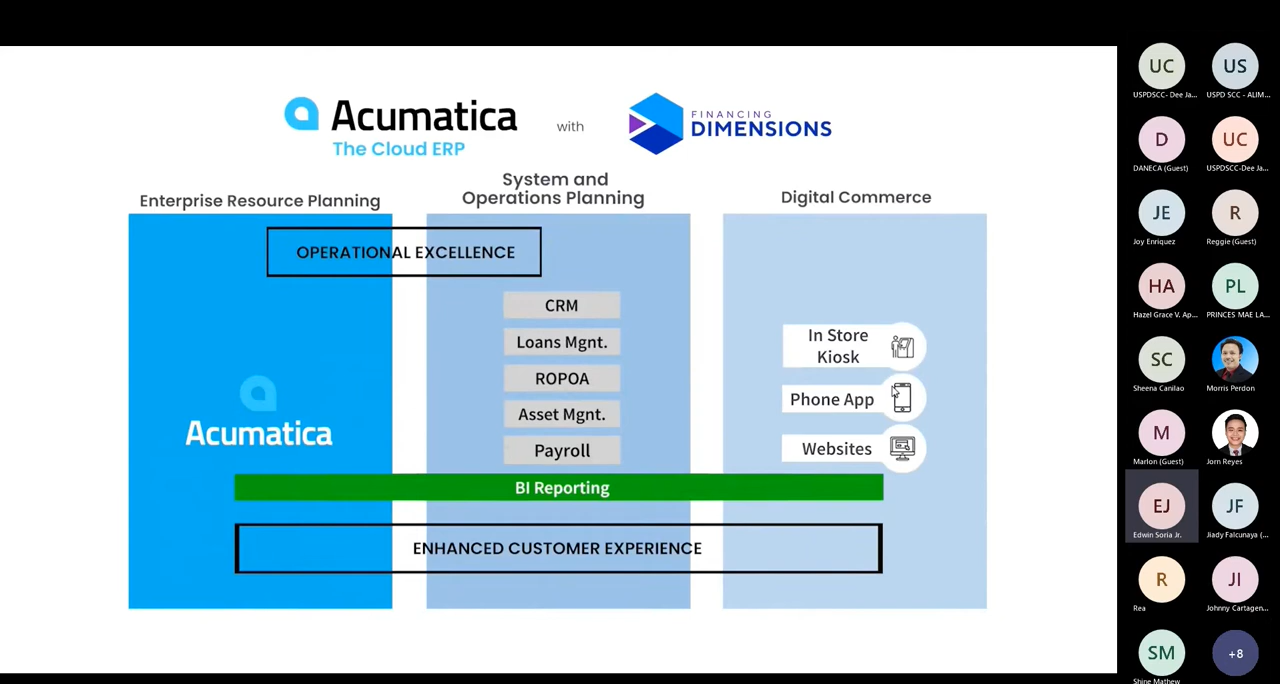 Acumatica
The Cloud ERP
with
FINANCING
DIMENSIONS
Enterprise Resource Planning
System and
Operations Planning
Digital Commerce
OPERATIONAL EXCELLENCE
CRM
Loans Mgnt.
ROPOA
Asset Mgnt.
Payroll
In Store
Kiosk
Phone App
Websites
Acumatica
BI Reporting
ENHANCED CUSTOMER EXPERIENCE
UC
USPDSCC- Dee Ja...
US
USPD SCC - ALIM...
D
DANECA (Guest)
UC
USPDSCC-Dee Ja...
JE
Joy Enriquez
R
Reggie (Guest)
HA
Hazel Grace V. Ap...
PL
PRINCES MAE LA...
SC
Sheena Canilao
Morris Perdon
M
Marlon (Guest)
Jorn Reyes
EJ
Edwin Soria Jr.
JF
Jiady Falcunaya (...
R
Rea
JI
Johnny Cartagen...
SM
Shine Mathew
+8